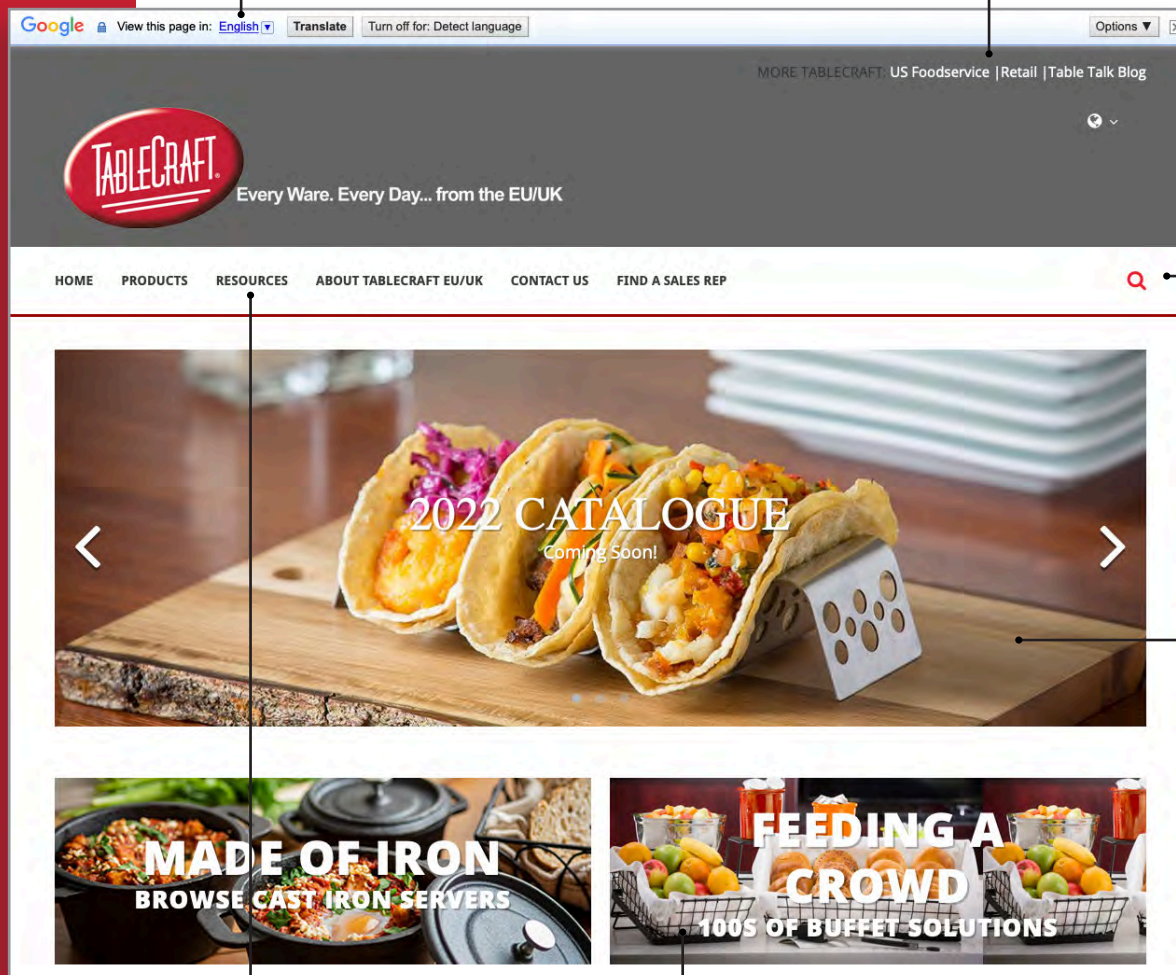 Google View this page in: English Translate Turn off for: Detect language Options
MORE TABLECRAFT: US Foodservice | Retail | Table Talk Blog
TABLECRAFT®
Every Ware. Every Day... from the EU/UK
HOME PRODUCTS RESOURCES ABOUT TABLECRAFT EU/UK CONTACT US FIND A SALES REP
2022 CATALOGUE
Coming Soon!
MADE OF IRON
BROWSE CAST IRON SERVERS
FEEDING A
CROWD
100S OF BUFFET SOLUTIONS